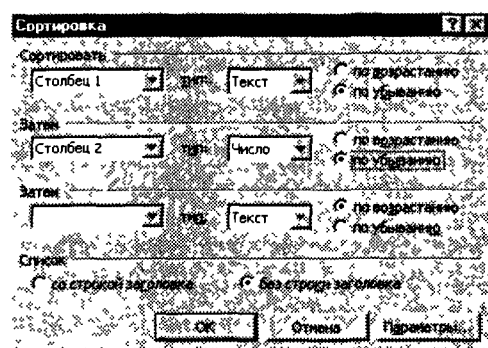 Сортировка
Сортировать
Столбец 1 тип: Текст по возрастанию
по убыванию
Затем
Столбец 2 тип: Число по возрастанию
по убыванию
Затем
тип: Текст по возрастанию
по убыванию
Список
со строкой заголовка без строки заголовка
ОК Отмена Параметры...